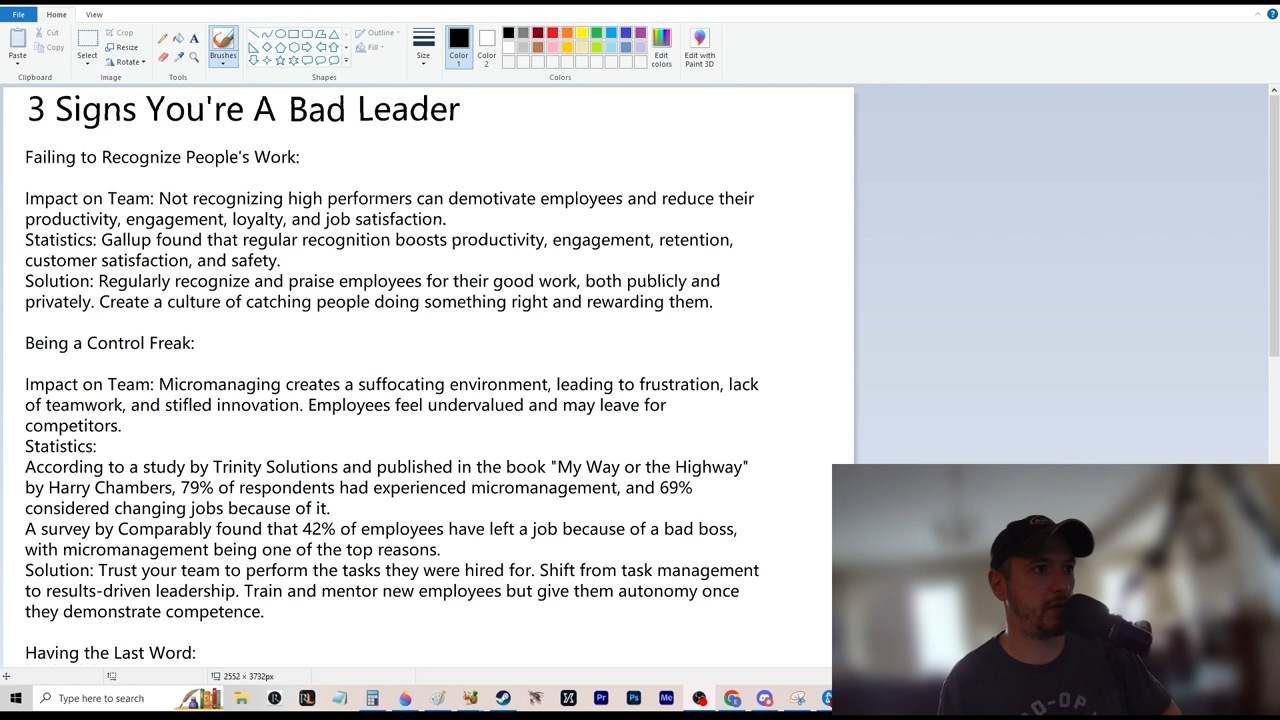 File
Home
View
Paste
Cut
Copy
Clipboard
Select
Crop
Resize
Rotate
Image
Tools
Brushes
Outline
Fill
Shapes
Size
Color 1
Color 2
Edit colors
Colors
Edit with Paint 3D
3 Signs You're A Bad Leader
Failing to Recognize People's Work:
Impact on Team: Not recognizing high performers can demotivate employees and reduce their
productivity, engagement, loyalty, and job satisfaction.
Statistics: Gallup found that regular recognition boosts productivity, engagement, retention,
customer satisfaction, and safety.
Solution: Regularly recognize and praise employees for their good work, both publicly and
privately. Create a culture of catching people doing something right and rewarding them.
Being a Control Freak:
Impact on Team: Micromanaging creates a suffocating environment, leading to frustration, lack
of teamwork, and stifled innovation. Employees feel undervalued and may leave for
competitors.
Statistics:
According to a study by Trinity Solutions and published in the book "My Way or the Highway"
by Harry Chambers, 79% of respondents had experienced micromanagement, and 69%
considered changing jobs because of it.
A survey by Comparably found that 42% of employees have left a job because of a bad boss,
with micromanagement being one of the top reasons.
Solution: Trust your team to perform the tasks they were hired for. Shift from task management
to results-driven leadership. Train and mentor new employees but give them autonomy once
they demonstrate competence.
Having the Last Word:
2552 × 3732px
Type here to search
Pr
Ps
Me